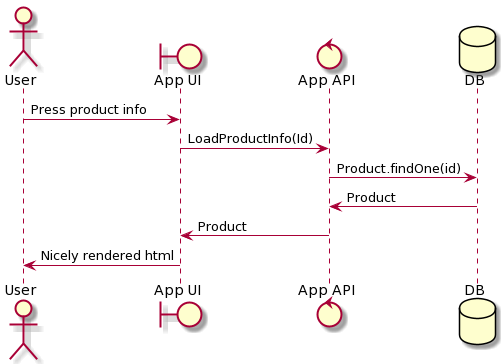 User
App UI
App API
DB
Press product info
LoadProductInfo(Id)
Product.findOne(id)
Product
Product
Nicely rendered html
User
App UI
App API
DB